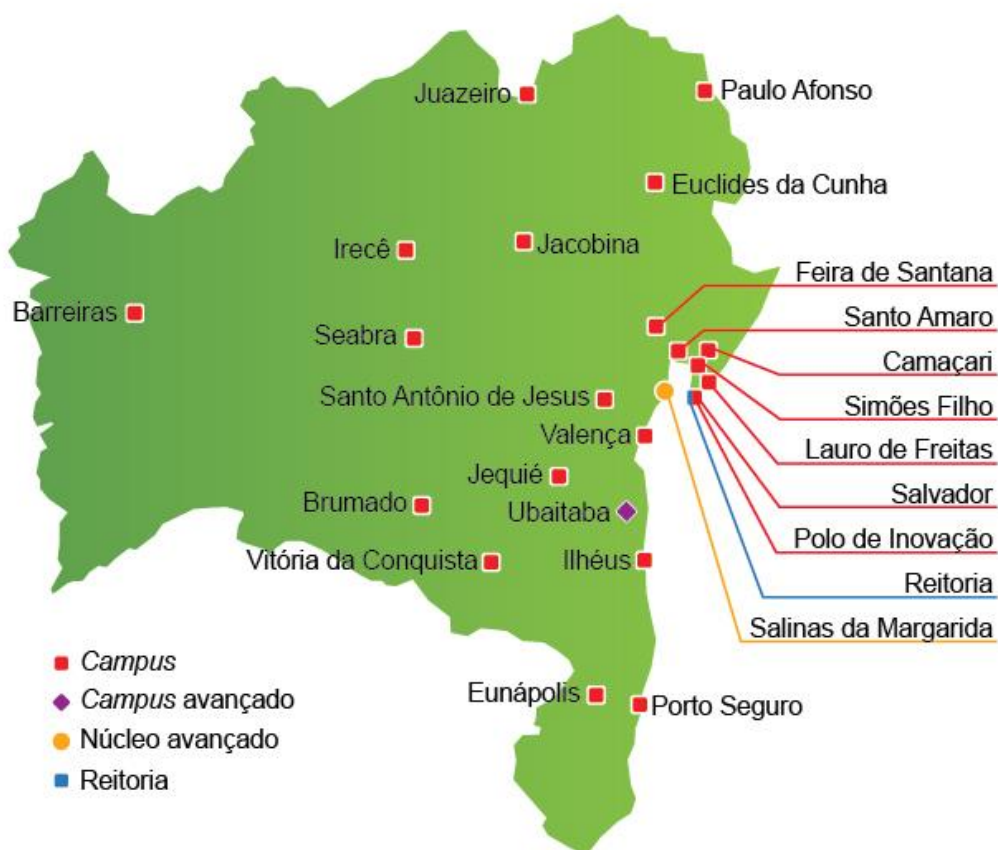 Juazeiro
Paulo Afonso
Euclides da Cunha
Irecê
Jacobina
Feira de Santana
Barreiras
Santo Amaro
Seabra
Camaçari
Santo Antônio de Jesus
Simões Filho
Valença
Lauro de Freitas
Jequié
Salvador
Brumado
Ubaitaba
Polo de Inovação
Vitória da Conquista
Ilhéus
Reitoria
Salinas da Margarida
Campus
Eunápolis
Porto Seguro
Campus avançado
Núcleo avançado
Reitoria